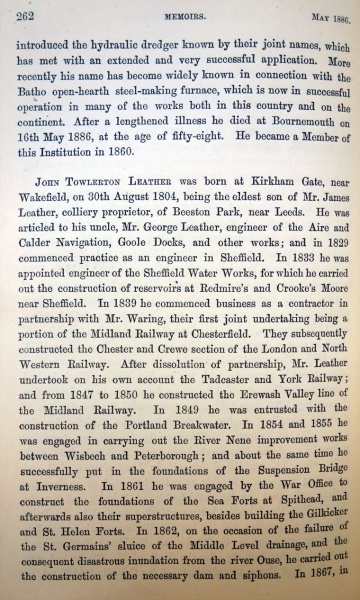 262 MEMOIRS. MAY 1886.
introduced the hydraulic dredger known by their joint names, which
has met with an extended and very successful application. More
recently his name has become widely known in connection with the
Batho open-hearth steel-making furnace, which is now in successful
operation in many of the works both in this country and on the
continent. After a lengthened illness he died at Bournemouth on
16th May 1886, at the age of fifty-eight. He became a Member of
this Institution in 1860.
JOHN TOWLERTON LEATHER was born at Kirkham Gate, near
Wakefield, on 30th August 1804, being the eldest son of Mr. James
Leather, colliery proprietor, of Beeston Park, near Leeds. He was
articled to his uncle, Mr. George Leather, engineer of the Aire and
Calder Navigation, Goole Docks, and other works; and in 1829
commenced practice as an engineer in Sheffield. In 1833 he was
appointed engineer of the Sheffield Water Works, for which he carried
out the construction of reservoirs at Redmire's and Crooke's Moore
near Sheffield. In 1839 he commenced business as a contractor in
partnership with Mr. Waring, their first joint undertaking being a
portion of the Midland Railway at Chesterfield. They subsequently
constructed the Chester and Crewe section of the London and North
Western Railway. After dissolution of partnership, Mr. Leather
undertook on his own account the Tadcaster and York Railway;
and from 1847 to 1850 he constructed the Erewash Valley line of
the Midland Railway. In 1849 he was entrusted with the
construction of the Portland Breakwater. In 1854 and 1855 he
was engaged in carrying out the River Nene improvement works
between Wisbech and Peterborough; and about the same time he
successfully put in the foundations of the Suspension Bridge
at Inverness. In 1861 he was engaged by the War Office to
construct the foundations of the Sea Forts at Spithead, and
afterwards also their superstructures, besides building the Gilkicker
and St. Helen Forts. In 1862, on the occasion of the failure of
the St. Germains' sluice of the Middle Level drainage, and the
consequent disastrous inundation from the river Ouse, he carried out
the construction of the necessary dam and siphons. In 1867, in